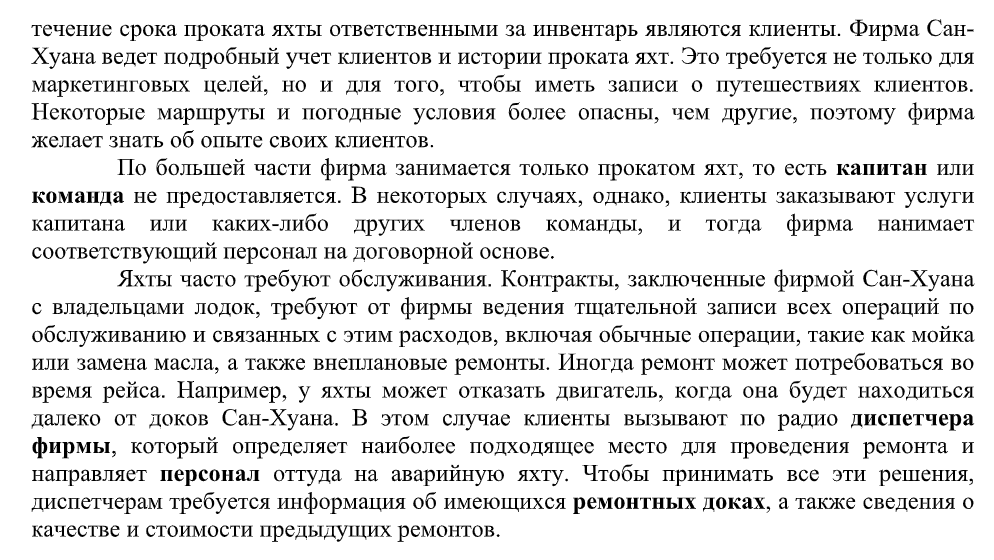 течение срока проката яхты ответственными за инвентарь являются клиенты. Фирма Сан-
Хуана ведет подробный учет клиентов и истории проката яхт. Это требуется не только для
маркетинговых целей, но и для того, чтобы иметь записи о путешествиях клиентов.
Некоторые маршруты и погодные условия более опасны, чем другие, поэтому фирма
желает знать об опыте своих клиентов.
По большей части фирма занимается только прокатом яхт, то есть капитан или
команда не предоставляется. В некоторых случаях, однако, клиенты заказывают услуги
капитана или каких-либо других членов команды, и тогда фирма нанимает
соответствующий персонал на договорной основе.
Яхты часто требуют обслуживания. Контракты, заключенные фирмой Сан-Хуана
с владельцами лодок, требуют от фирмы ведения тщательной записи всех операций по
обслуживанию и связанных с этим расходов, включая обычные операции, такие как мойка
или замена масла, а также внеплановые ремонты. Иногда ремонт может потребоваться во
время рейса. Например, у яхты может отказать двигатель, когда она будет находиться
далеко от доков Сан-Хуана. В этом случае клиенты вызывают по радио диспетчера
фирмы, который определяет наиболее подходящее место для проведения ремонта и
направляет персонал оттуда на аварийную яхту. Чтобы принимать все эти решения,
диспетчерам требуется информация об имеющихся ремонтных доках, а также сведения о
качестве и стоимости предыдущих ремонтов.